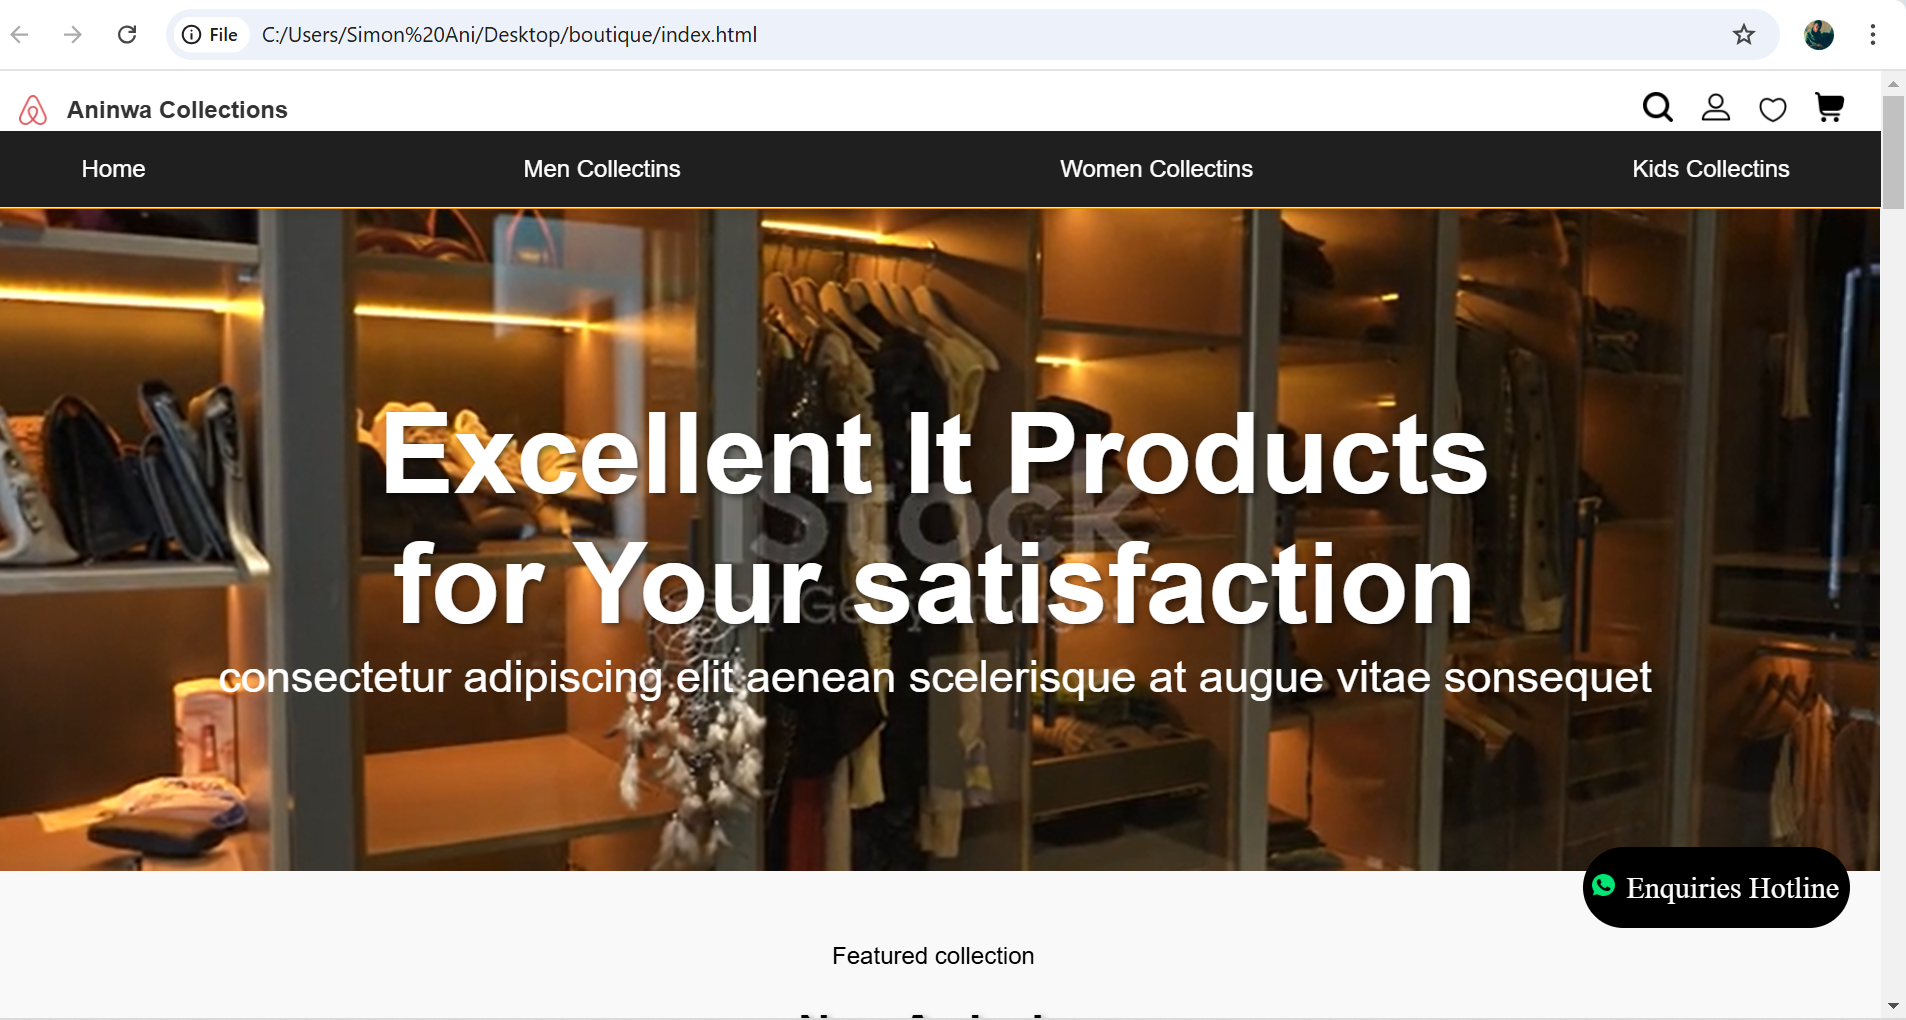 File C:/Users/Simon%20Ani/Desktop/boutique/index.html
Aninwa Collections
Home Men Collectins Women Collectins Kids Collectins
Excellent It Products
iStock
for Your satisfaction
consectetur adipiscing elit aenean scelerisque at augue vitae sonsequet
Enquiries Hotline
Featured collection